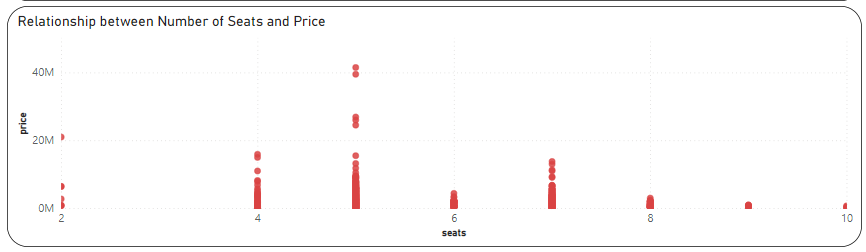 Relationship between Number of Seats and Price
40M
20M
0M
price
2 4 6 8 10
seats